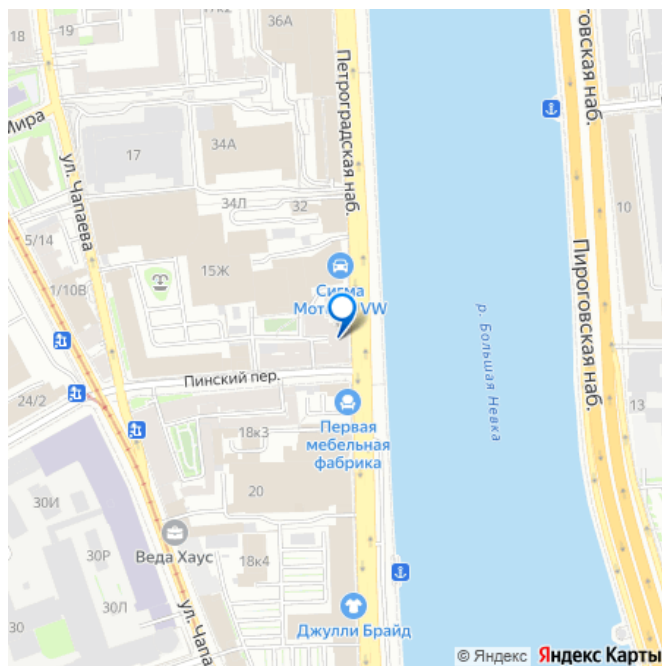 18
19
17к2
36А
Петроградская наб.
Мира
ул. Чапаева
17
34А
34Л
32
10
5/14
15Ж
Сигма
1/10В
VW
Пироговская наб.
р. Большая Невка
Пинский пер.
24/2
18к3
Первая
мебельная
фабрика
13
20
30И
Веда Хаус
30Р
18к4
30Л
30
ул. Чапа
Джулли Брайд
© Яндекс Яндекс Карты